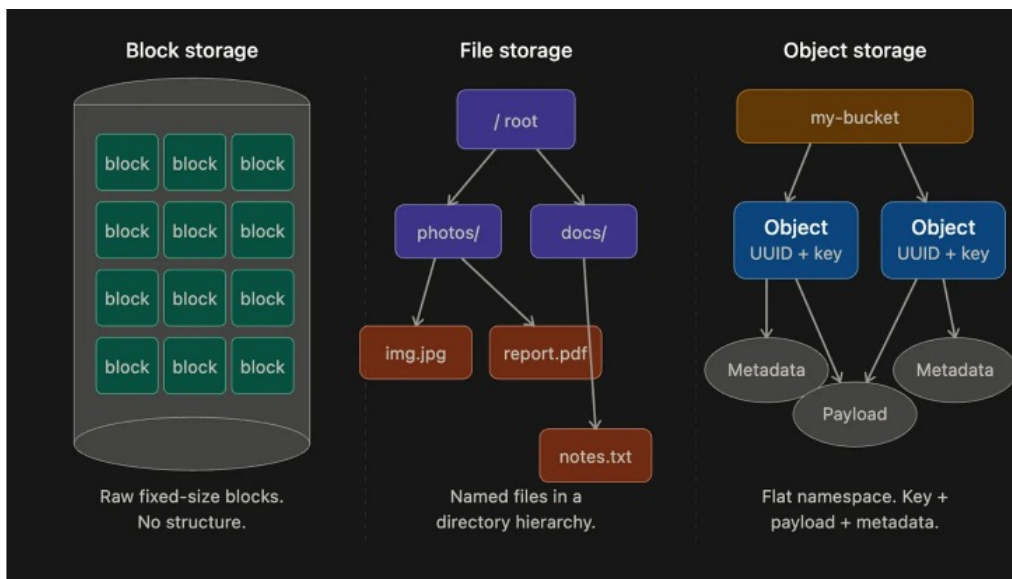 Block storage
block block block
block block block
block block block
block block block
Raw fixed-size blocks.
No structure.
File storage
/ root
photos/ docs/
img.jpg report.pdf
notes.txt
Named files in a
directory hierarchy.
Object storage
my-bucket
Object Object
UUID + key UUID + key
Metadata Metadata
Payload
Flat namespace. Key +
payload + metadata.